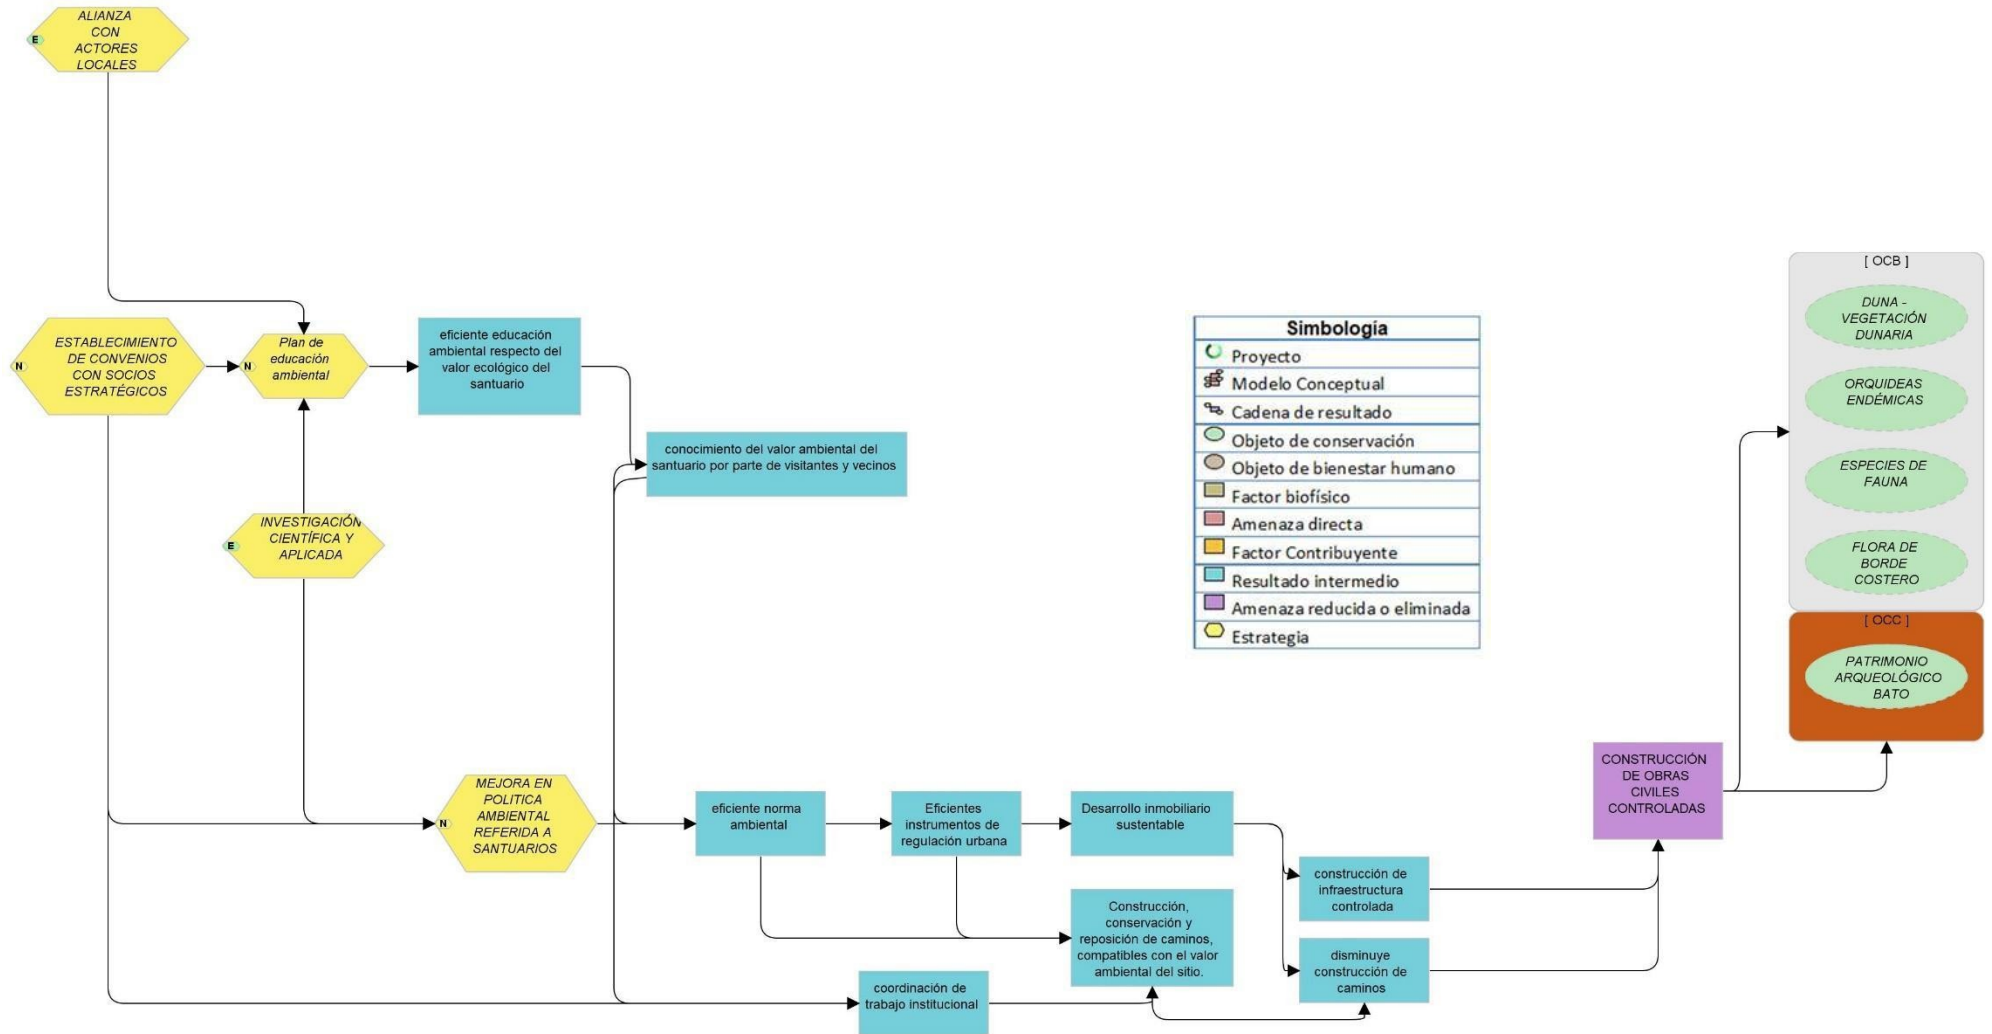 ALIANZA
CON
ACTORES
LOCALES
E
ESTABLECIMIENTO
DE CONVENIOS
CON SOCIOS
ESTRATÉGICOS
N
Plan de
educación
ambiental
N
eficiente educación
ambiental respecto del
valor ecológico del
santuario
conocimiento del valor ambiental del
santuario por parte de visitantes y vecinos
INVESTIGACIÓN
CIENTÍFICA Y
APLICADA
E
MEJORA EN
POLITICA
AMBIENTAL
REFERIDA A
SANTUARIOS
N
eficiente norma
ambiental
Eficientes
instrumentos de
regulación urbana
Desarrollo inmobiliario
sustentable
Construcción,
conservación y
reposición de caminos,
compatibles con el valor
ambiental del sitio.
coordinación de
trabajo institucional
construcción de
infraestructura
controlada
disminuye
construcción de
caminos
CONSTRUCCIÓN
DE OBRAS
CIVILES
CONTROLADAS
Simbología
Proyecto
Modelo Conceptual
Cadena de resultado
Objeto de conservación
Objeto de bienestar humano
Factor biofísico
Amenaza directa
Factor Contribuyente
Resultado intermedio
Amenaza reducida o eliminada
Estrategia
[ OCB ]
DUNA -
VEGETACIÓN
DUNARIA
ORQUIDEAS
ENDÉMICAS
ESPECIES DE
FAUNA
FLORA DE
BORDE
COSTERO
[ OCC ]
PATRIMONIO
ARQUEOLÓGICO
BATO